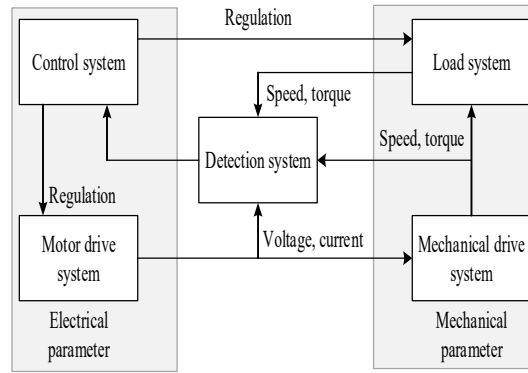 Regulation
Control system
Load system
Speed, torque
Speed, torque
Detection system
Regulation
Voltage, current
Motor drive
system
Mechanical drive
system
Electrical
parameter
Mechanical
parameter